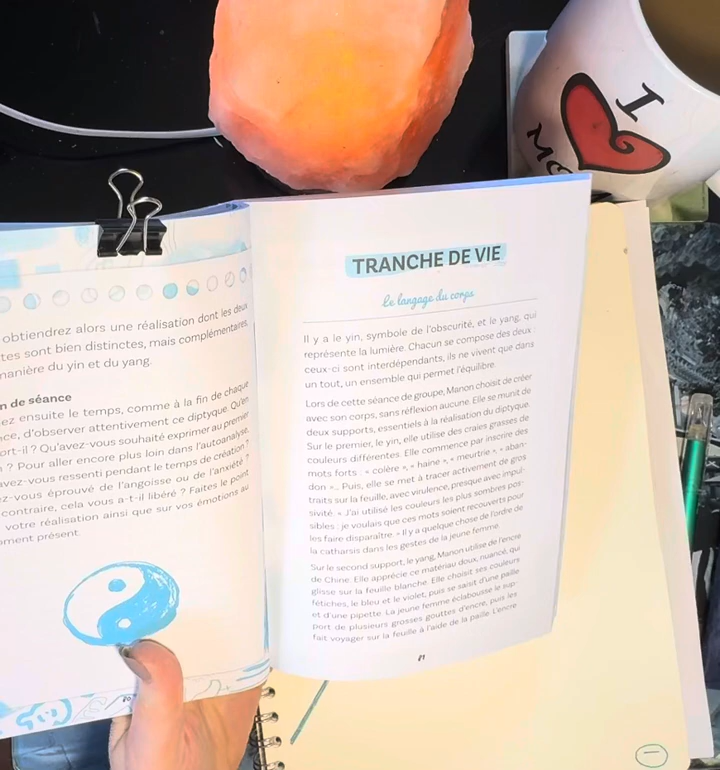 obtiendrez alors une réalisation dont les deux
tes sont bien distinctes, mais complémentaires,
manière du yin et du yang.
n de séance
ez ensuite le temps, comme à la fin de chaque
nce, d'observer attentivement ce diptyque. Qu'en
ort-il ? Qu'avez-vous souhaité exprimer au premier
? Pour aller encore plus loin dans l'autoanalyse,
avez-vous ressenti pendant le temps de création ?
ez-vous éprouvé de l'angoisse ou de l'anxiété ?
contraire, cela vous a-t-il libéré ? Faites le point
votre réalisation ainsi que sur vos émotions au
ment présent
80
TRANCHE DE VIE
Le langage du corps
Il y a le yin, symbole de l'obscurité, et le yang, qui
représente la lumière. Chacun se compose des deux :
ceux-ci sont interdépendants, ils ne vivent que dans
un tout, un ensemble qui permet l'équilibre.
Lors de cette séance de groupe, Manon choisit de créer
avec son corps, sans réflexion aucune. Elle se munit de
deux supports, essentiels à la réalisation du diptyque.
Sur le premier, le yin, elle utilise des craies grasses de
couleurs différentes. Elle commence par inscrire des
mots forts : « colère », « haine », « meurtrie », « aban-
don »… Puis, elle se met à tracer activement de gros
traits sur la feuille, avec virulence, presque avec impul-
sivité. « J'ai utilisé les couleurs les plus sombres pos-
sibles : je voulais que ces mots soient recouverts pour
les faire disparaître. » Il y a quelque chose de l'ordre de
la catharsis dans les gestes de la jeune femme.
Sur le second support, le yang, Manon utilise de l'encre
de Chine. Elle apprécie ce matériau doux, nuancé, qui
glisse sur la feuille blanche. Elle choisit ses couleurs
fétiches, le bleu et le violet, puis se saisit d'une paille
et d'une pipette. La jeune femme éclabousse le sup-
port de plusieurs grosses gouttes d'encre, puis les
fait voyager sur la feuille à l'aide de la paille. L'encre
81
I
MO